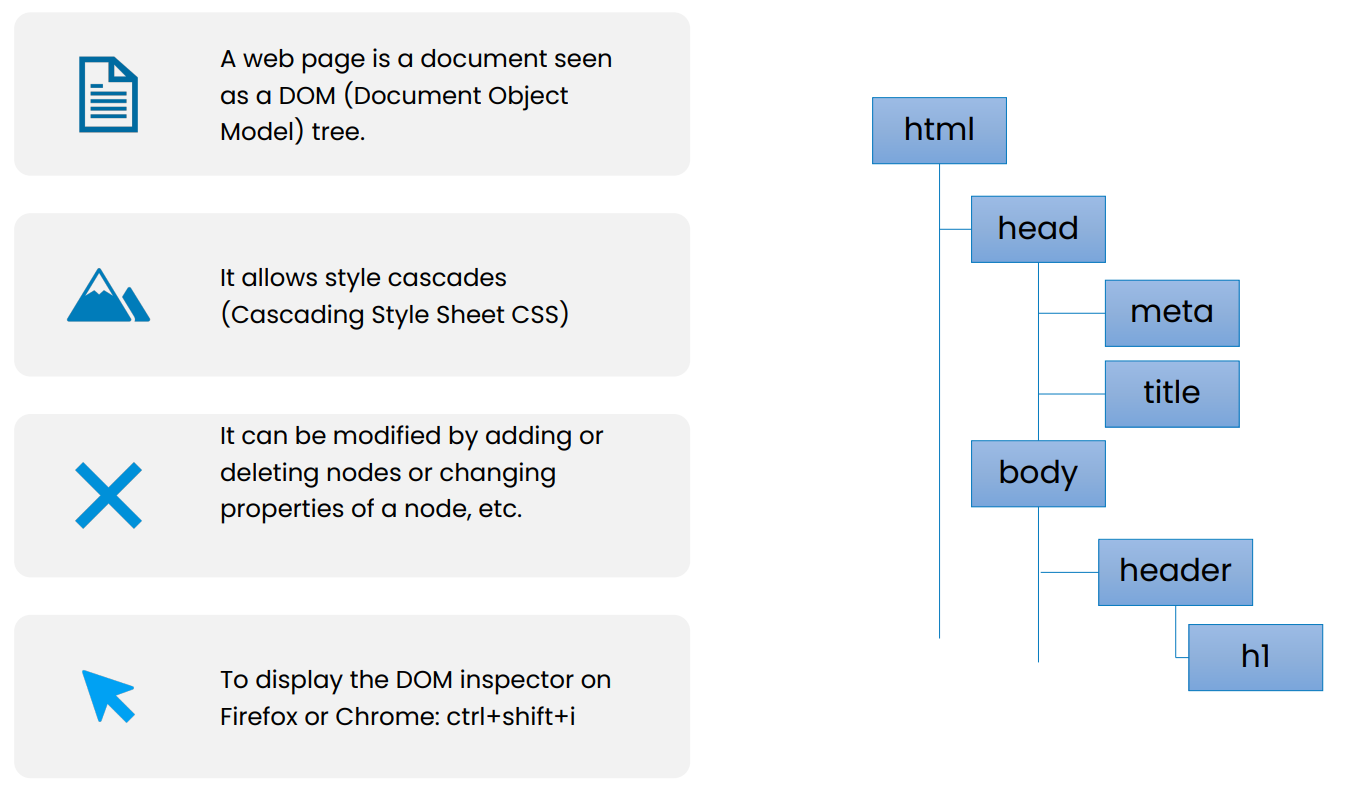 A web page is a document seen
as a DOM (Document Object
Model) tree.
It allows style cascades
(Cascading Style Sheet CSS)
It can be modified by adding or
deleting nodes or changing
properties of a node, etc.
To display the DOM inspector on
Firefox or Chrome: ctrl+shift+i
html
head
meta
title
body
header
h1